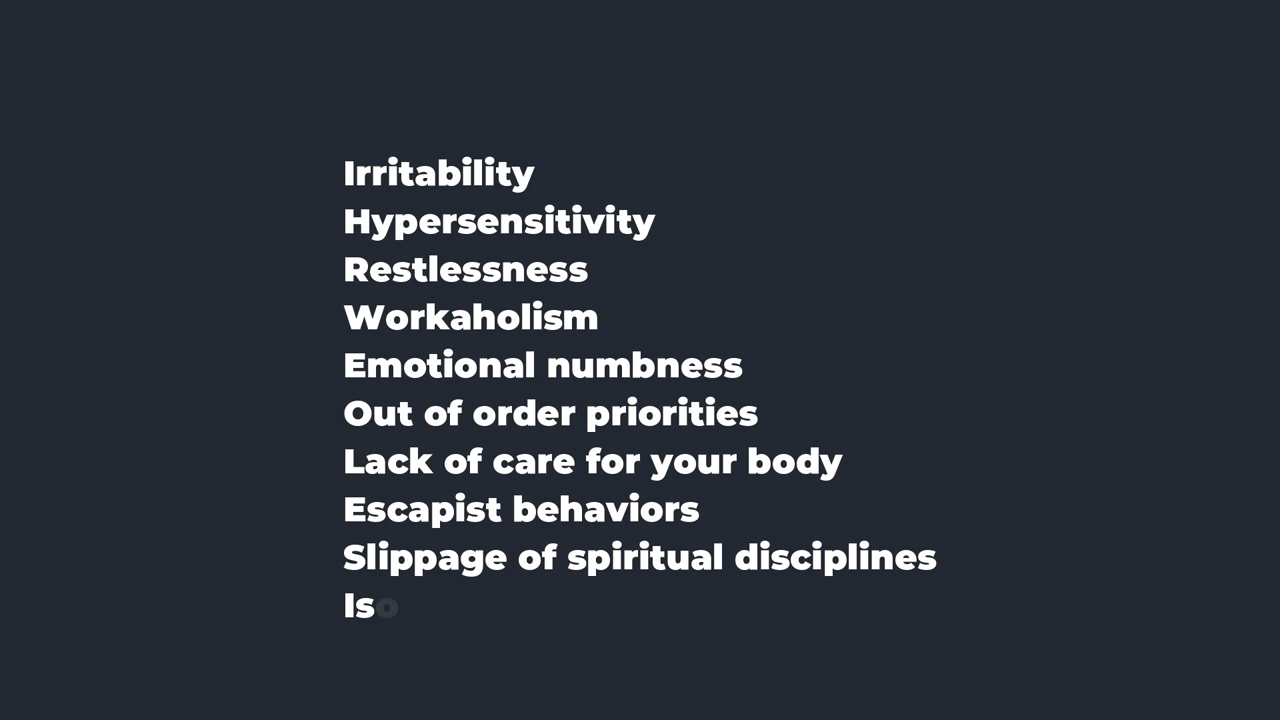 Irritability
Hypersensitivity
Restlessness
Workaholism
Emotional numbness
Out of order priorities
Lack of care for your body
Escapist behaviors
Slippage of spiritual disciplines
Iso